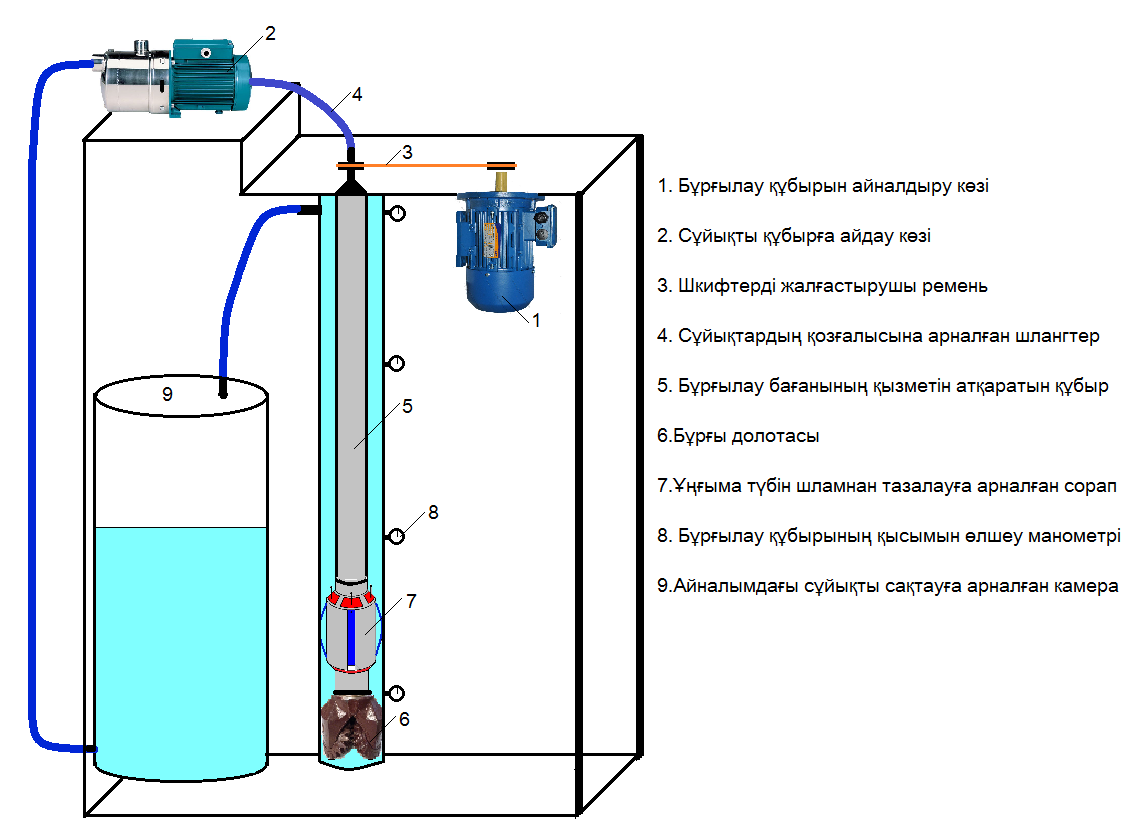 2
4
3
1. Бұрғылау құбырын айналдыру көзі
2. Сұйықты құбырға айдау көзі
3. Шкифтерді жалғастырушы ремень
1
4. Сұйықтардың қозғалысына арналған шлангтер
9
5
5. Бұрғылау бағанының қызметін атқаратын құбыр
6.Бұрғы долотасы
7.Ұңғыма түбін шламнан тазалауға арналған сорап
8
8. Бұрғылау құбырының қысымын өлшеу манометрі
9.Айналымдағы сұйықты сақтауға арналған камера
7
6